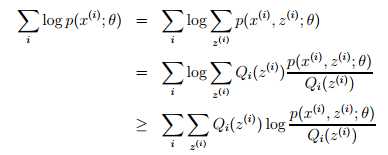 ∑_i log p(x^(i); θ) = ∑_i log ∑_{z^(i)} p(x^(i), z^(i); θ)
= ∑_i log ∑_{z^(i)} Q_i(z^(i)) p(x^(i), z^(i); θ) / Q_i(z^(i))
≥ ∑_i ∑_{z^(i)} Q_i(z^(i)) log p(x^(i), z^(i); θ) / Q_i(z^(i))